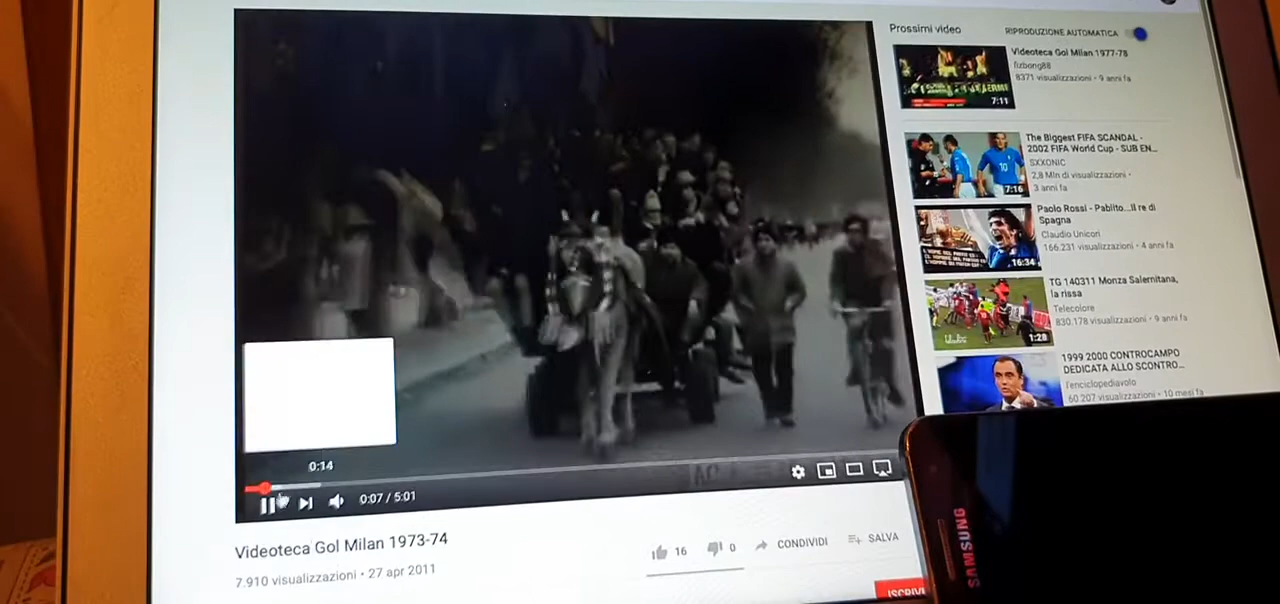 Prossimi video
RIPRODUZIONE AUTOMATICA
Videoteca Gol Milan 1977-78
fizbong88
8371 visualizzazioni • 9 anni fa
7:11
The Biggest FIFA SCANDAL -
2002 FIFA World Cup - SUB EN...
SXXONIC
2,8 Mln di visualizzazioni •
3 anni fa
10
7:16
Paolo Rossi - Pablito...Il re di
Spagna
Claudio Unicori
166.231 visualizzazioni • 4 anni fa
16:34
TG 140311 Monza Salernitana,
la rissa
Telecolore
830.178 visualizzazioni • 9 anni fa
1:28
1999 2000 CONTROCAMPO
DEDICATA ALLO SCONTRO...
l'enciclopediavolo
60.207 visualizzazioni • 10 mesi fa
0:14
0:07 / 5:01
Videoteca Gol Milan 1973-74
7.910 visualizzazioni • 27 apr 2011
16
0
CONDIVIDI
SALVA
ISCRIVI
SAMSUNG